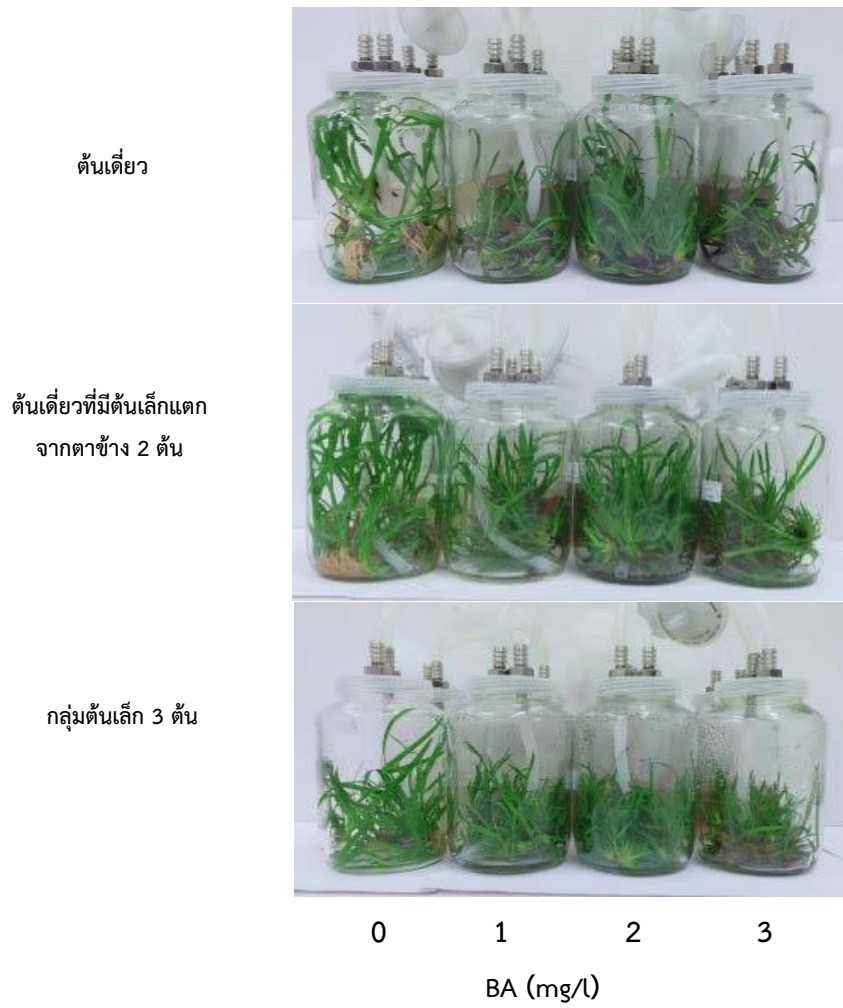 ต้นเดี่ยว
ต้นเดี่ยวที่มีต้นเล็กแตก
จากตาข้าง 2 ต้น
กลุ่มต้นเล็ก 3 ต้น
0 1 2 3
BA (mg/l)